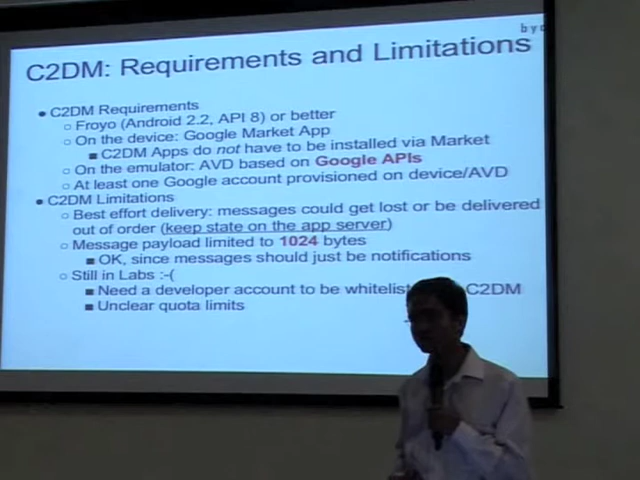 byo
C2DM: Requirements and Limitations
● C2DM Requirements
○ Froyo (Android 2.2, API 8) or better
○ On the device: Google Market App
■ C2DM Apps do not have to be installed via Market
○ On the emulator: AVD based on Google APIs
○ At least one Google account provisioned on device/AVD
● C2DM Limitations
○ Best effort delivery: messages could get lost or be delivered
out of order (keep state on the app server)
○ Message payload limited to 1024 bytes
■ OK, since messages should just be notifications
○ Still in Labs :-(
■ Need a developer account to be C2DM
■ Unclear quota limits